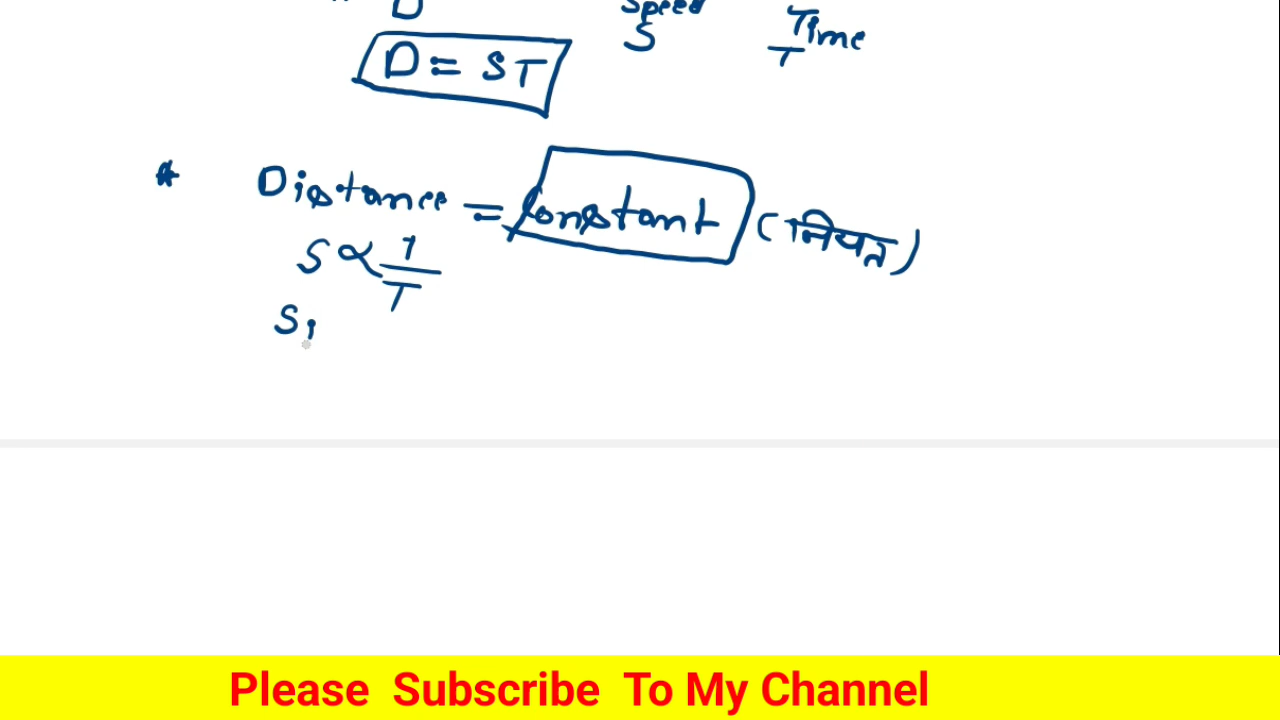 D Speed Time
S T
D = ST
* Distance = Constant (नियत)
S ∝ 1/T
S1
Please Subscribe To My Channel